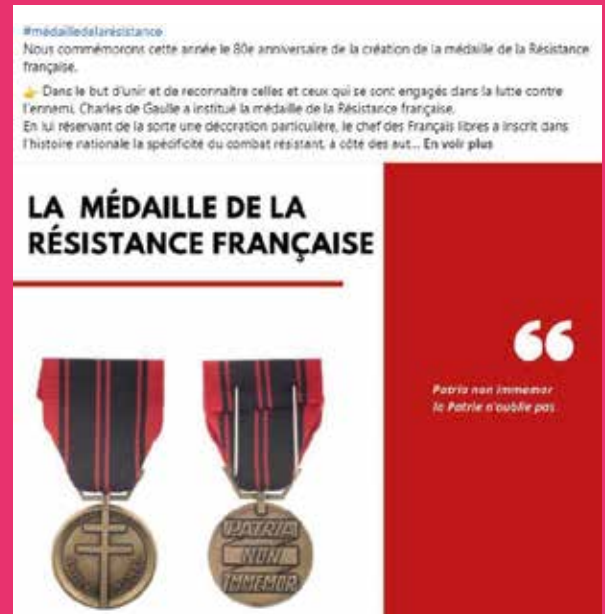 #médailledelarésistance
Nous commémorons cette année le 80e anniversaire de la création de la médaille de la Résistance
française.
👉 Dans le but d'unir et de reconnaître celles et ceux qui se sont engagés dans la lutte contre
l'ennemi, Charles de Gaulle a institué la médaille de la Résistance française.
En lui réservant de la sorte une décoration particulière, le chef des Français libres a inscrit dans
l'histoire nationale la spécificité du combat résistant, à côté des aut... En voir plus
LA MÉDAILLE DE LA
RÉSISTANCE FRANÇAISE
“
Patria non immemor
la Patrie n'oublie pas
PATRIA
NON
IMMEMOR